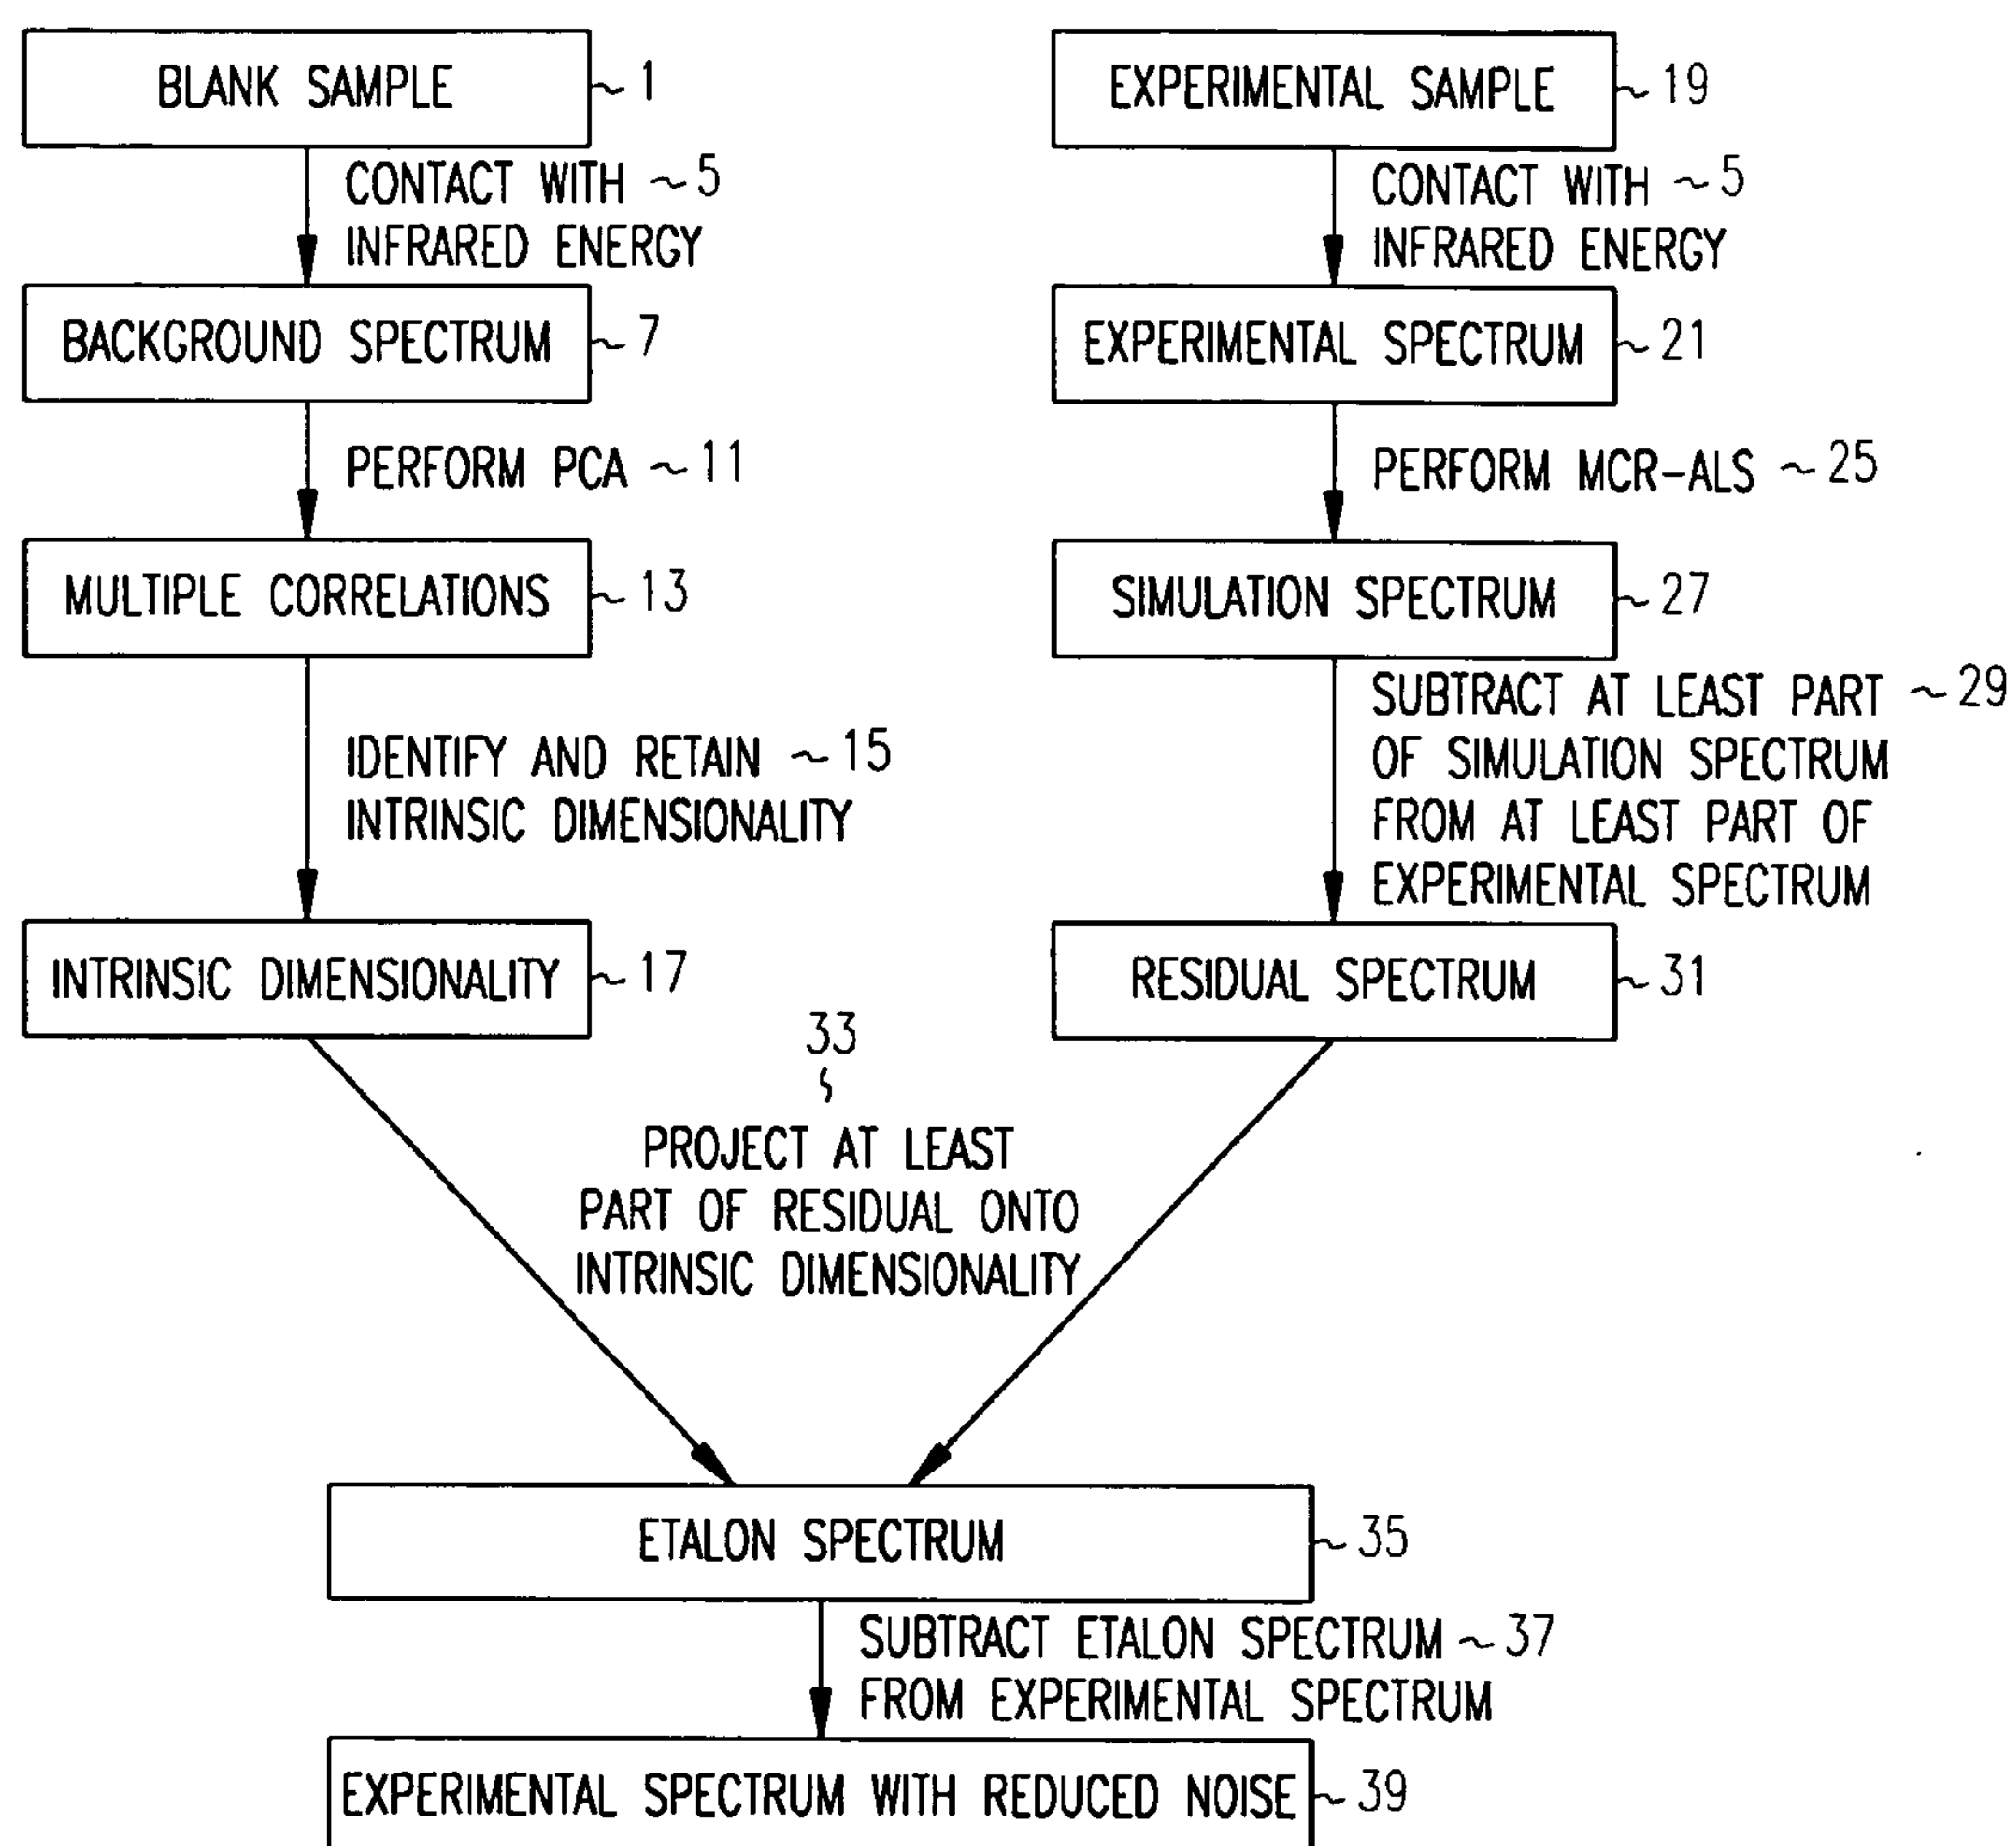 BLANK SAMPLE ~ 1
CONTACT WITH ~5
INFRARED ENERGY
BACKGROUND SPECTRUM ~ 7
PERFORM PCA ~11
MULTIPLE CORRELATIONS ~ 13
IDENTIFY AND RETAIN ~15
INTRINSIC DIMENSIONALITY
INTRINSIC DIMENSIONALITY ~ 17
EXPERIMENTAL SAMPLE ~ 19
CONTACT WITH ~5
INFRARED ENERGY
EXPERIMENTAL SPECTRUM ~ 21
PERFORM MCR-ALS ~25
SIMULATION SPECTRUM ~ 27
SUBTRACT AT LEAST PART ~29
OF SIMULATION SPECTRUM
FROM AT LEAST PART OF
EXPERIMENTAL SPECTRUM
RESIDUAL SPECTRUM ~ 31
33
PROJECT AT LEAST
PART OF RESIDUAL ONTO
INTRINSIC DIMENSIONALITY
ETALON SPECTRUM ~ 35
SUBTRACT ETALON SPECTRUM ~37
FROM EXPERIMENTAL SPECTRUM
EXPERIMENTAL SPECTRUM WITH REDUCED NOISE ~ 39